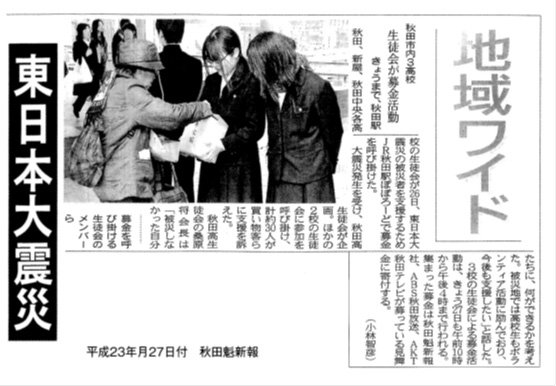 地域ワイド
秋田市内3高校
生徒会が募金活動
きょうまで、秋田駅
秋田、新屋、秋田中央各高
校の生徒会が26日、東日本大
震災の被災者を支援するため
JR秋田駅ぽぽろーどで募金
を呼び掛けた。
大震災発生を受け、秋田高
生徒会が企
画。ほかの
2校の生徒
会に参加を
呼び掛け、
計約30人が
買い物客ら
に支援を訴
えた。
秋田高生
徒会の桑原
将会長は
「被災しな
かった自分
たちに、何ができるかを考え
た。被災地では高校生もボラ
ンティア活動に励んでおり、
今後も支援したい」と話した。
3校の生徒会による募金活
動は、きょう27日も午前10時
から午後4時まで行われる。
集まった募金は秋田魁新報
社、ABS秋田放送、AKT
秋田テレビが募っている見舞
金に寄付する。
(小林智彦)
募金を呼
び掛ける
生徒会の
メンバー
ら
東日本大震災
平成23年月27日付 秋田魁新報